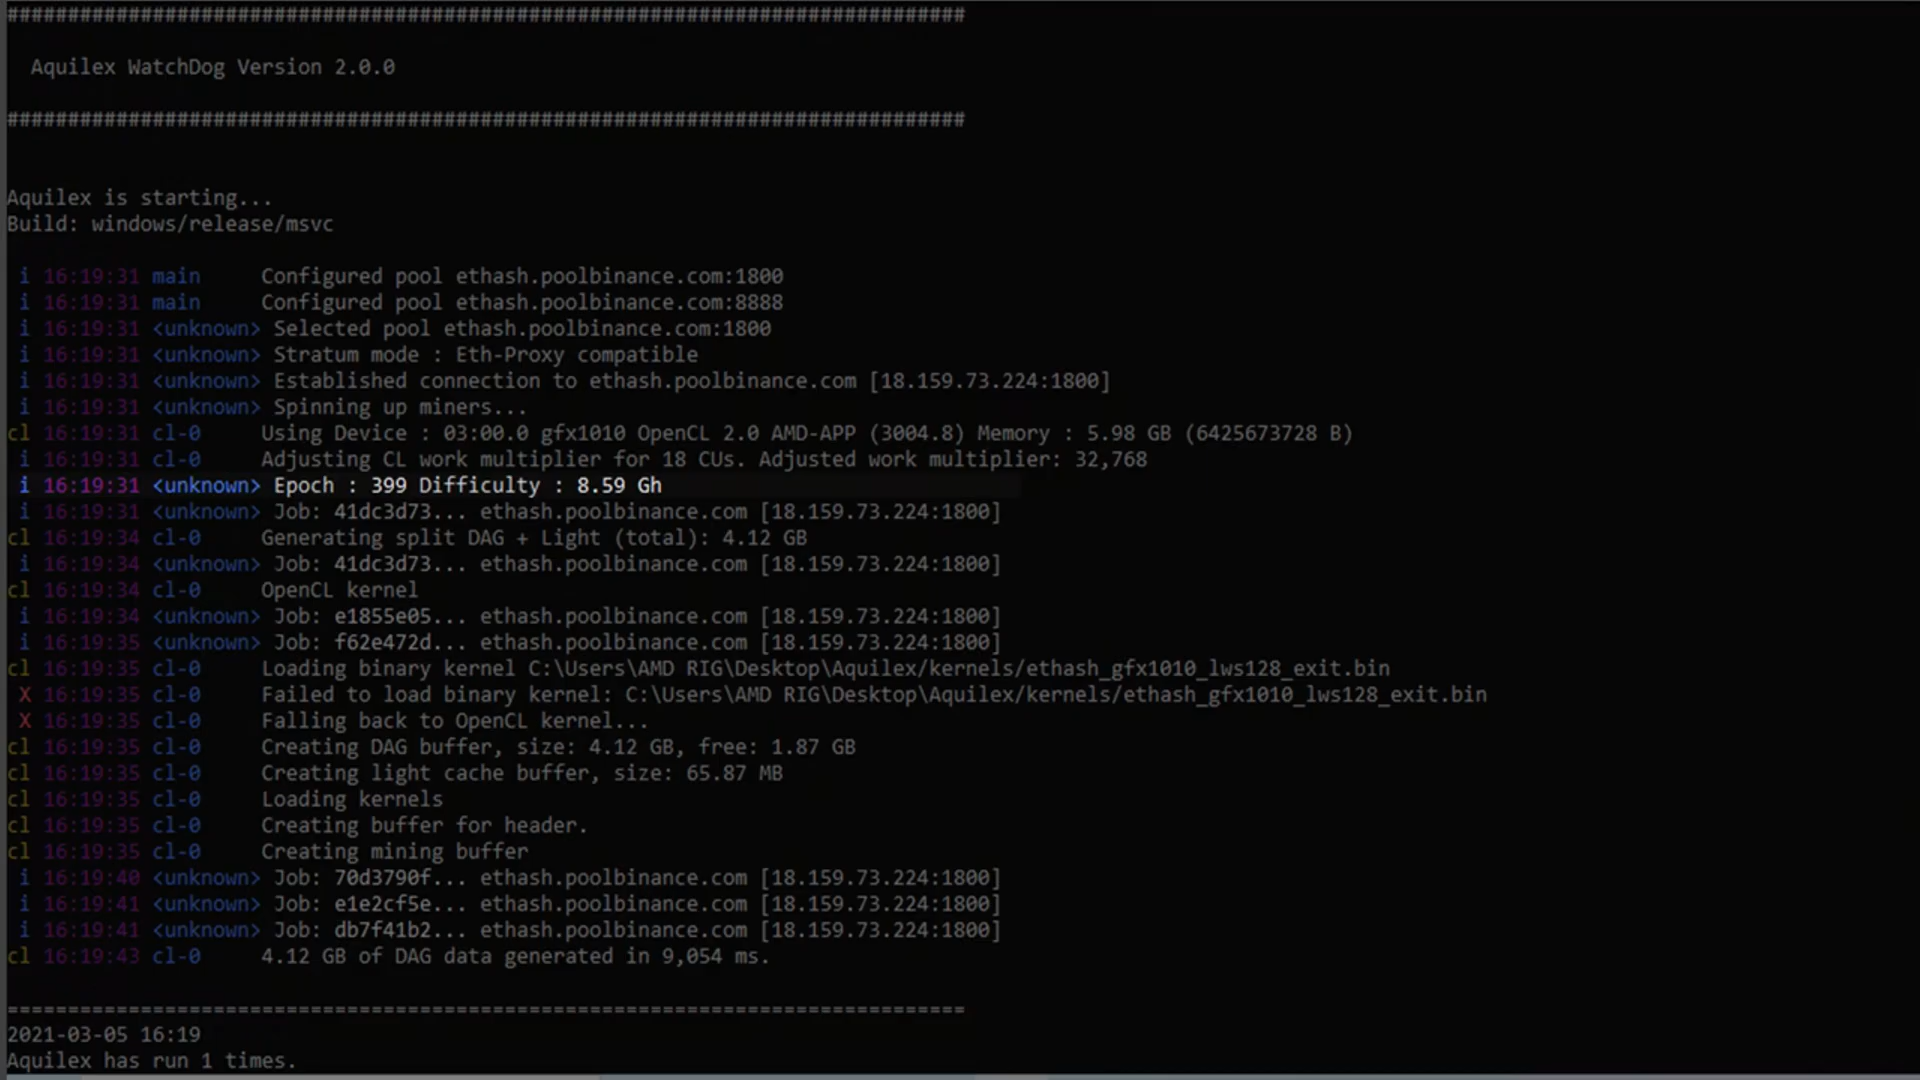 ###############################################################################
Aquilex WatchDog Version 2.0.0
###############################################################################
Aquilex is starting...
Build: windows/release/msvc
i 16:19:31 main Configured pool ethash.poolbinance.com:1800
i 16:19:31 main Configured pool ethash.poolbinance.com:8888
i 16:19:31 <unknown> Selected pool ethash.poolbinance.com:1800
i 16:19:31 <unknown> Stratum mode : Eth-Proxy compatible
i 16:19:31 <unknown> Established connection to ethash.poolbinance.com [18.159.73.224:1800]
i 16:19:31 <unknown> Spinning up miners...
cl 16:19:31 cl-0 Using Device : 03:00.0 gfx1010 OpenCL 2.0 AMD-APP (3004.8) Memory : 5.98 GB (6425673728 B)
i 16:19:31 cl-0 Adjusting CL work multiplier for 18 CUs. Adjusted work multiplier: 32,768
i 16:19:31 <unknown> Epoch : 399 Difficulty : 8.59 Gh
i 16:19:31 <unknown> Job: 41dc3d73... ethash.poolbinance.com [18.159.73.224:1800]
cl 16:19:34 cl-0 Generating split DAG + Light (total): 4.12 GB
i 16:19:34 <unknown> Job: 41dc3d73... ethash.poolbinance.com [18.159.73.224:1800]
cl 16:19:34 cl-0 OpenCL kernel
i 16:19:34 <unknown> Job: e1855e05... ethash.poolbinance.com [18.159.73.224:1800]
i 16:19:35 <unknown> Job: f62e472d... ethash.poolbinance.com [18.159.73.224:1800]
cl 16:19:35 cl-0 Loading binary kernel C:\Users\AMD RIG\Desktop\Aquilex/kernels/ethash_gfx1010_lws128_exit.bin
X 16:19:35 cl-0 Failed to load binary kernel: C:\Users\AMD RIG\Desktop\Aquilex/kernels/ethash_gfx1010_lws128_exit.bin
X 16:19:35 cl-0 Falling back to OpenCL kernel...
cl 16:19:35 cl-0 Creating DAG buffer, size: 4.12 GB, free: 1.87 GB
cl 16:19:35 cl-0 Creating light cache buffer, size: 65.87 MB
cl 16:19:35 cl-0 Loading kernels
cl 16:19:35 cl-0 Creating buffer for header.
cl 16:19:35 cl-0 Creating mining buffer
i 16:19:40 <unknown> Job: 70d3790f... ethash.poolbinance.com [18.159.73.224:1800]
i 16:19:41 <unknown> Job: e1e2cf5e... ethash.poolbinance.com [18.159.73.224:1800]
i 16:19:41 <unknown> Job: db7f41b2... ethash.poolbinance.com [18.159.73.224:1800]
cl 16:19:43 cl-0 4.12 GB of DAG data generated in 9,054 ms.
===============================================================================
2021-03-05 16:19
Aquilex has run 1 times.